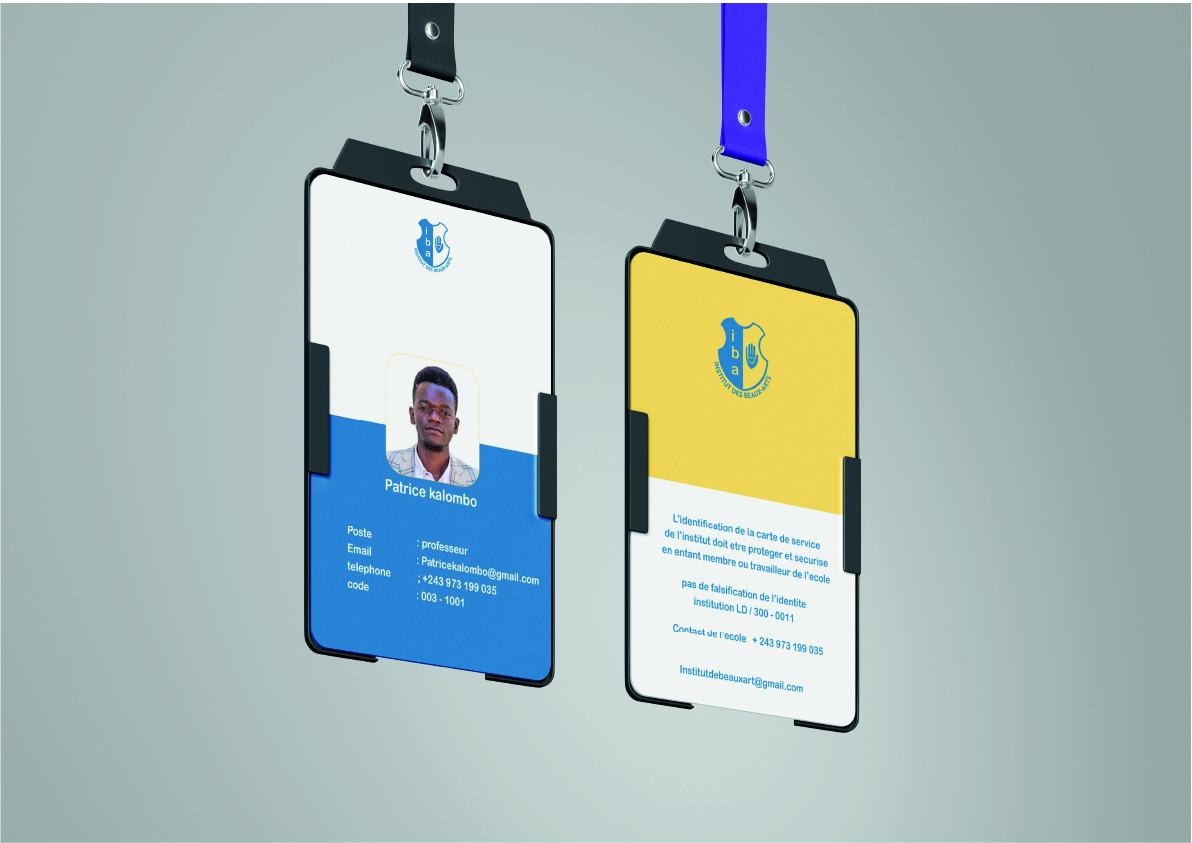 i
b
a
INSTITUT DES BEAUX-ARTS
Patrice kalombo
Poste : professeur
Email : Patricekalombo@gmail.com
telephone ; +243 973 199 035
code : 003 - 1001
i
b
a
INSTITUT DES BEAUX-ARTS
L'identification de la carte de service
de l'institut doit etre proteger et securise
en entant membre ou travailleur de l'ecole
pas de falsification de l'identite
institution LD / 300 - 0011
Contact de l'ecole + 243 973 199 035
Institutdebeauxart@gmail.com